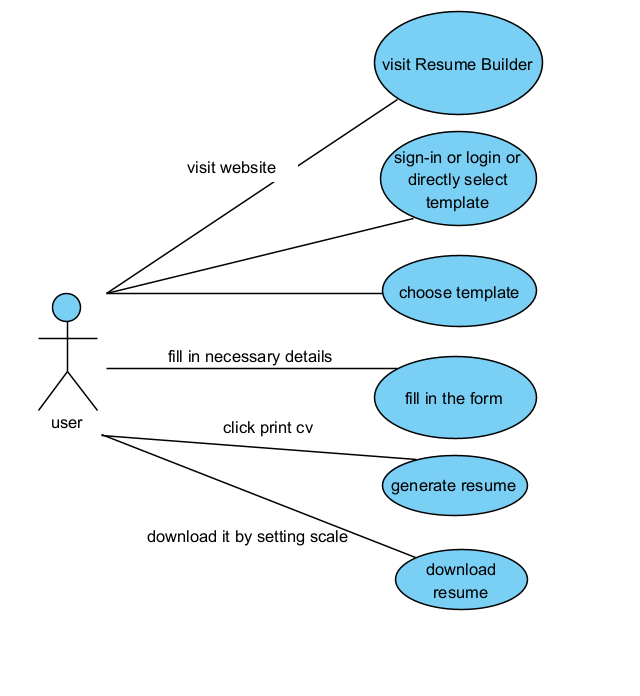 visit Resume Builder
visit website
sign-in or login or
directly select
template
choose template
fill in necessary details
fill in the form
user
click print cv
generate resume
download it by setting scale
download
resume